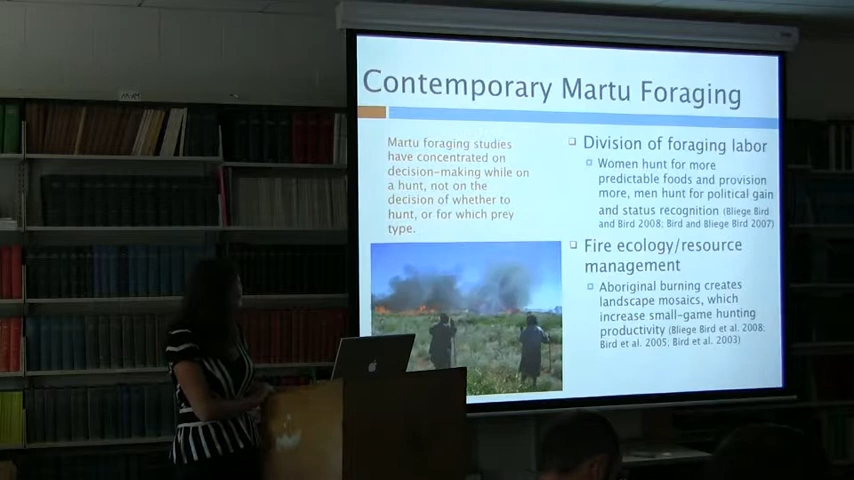 Contemporary Martu Foraging
Martu foraging studies
have concentrated on
decision-making while on
a hunt, not on the
decision of whether to
hunt, or for which prey
type.
Division of foraging labor
Women hunt for more
predictable foods and provision
more, men hunt for political gain
and status recognition (Bliege Bird
and Bird 2008; Bird and Bliege Bird 2007)
Fire ecology/resource
management
Aboriginal burning creates
landscape mosaics, which
increase small-game hunting
productivity (Bliege Bird et al. 2008;
Bird et al. 2005; Bird et al. 2003)